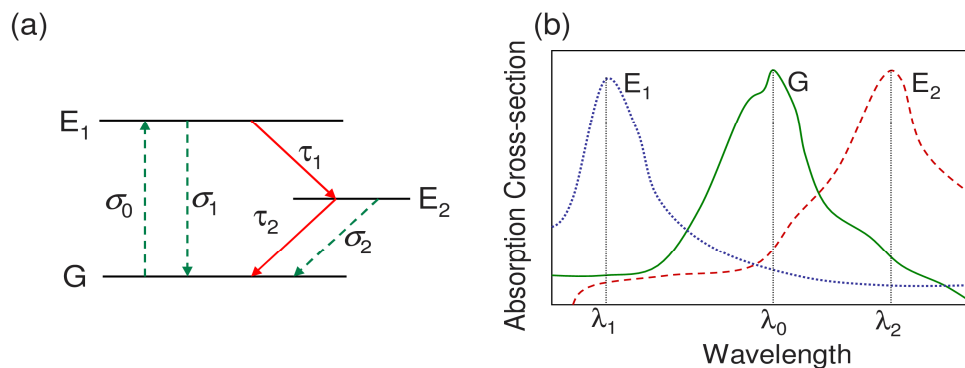 (a)
E₁
σ₀
σ₁
τ₁
E₂
τ₂
σ₂
G
(b)
Absorption Cross-section
E₁
G
E₂
λ₁
λ₀
λ₂
Wavelength